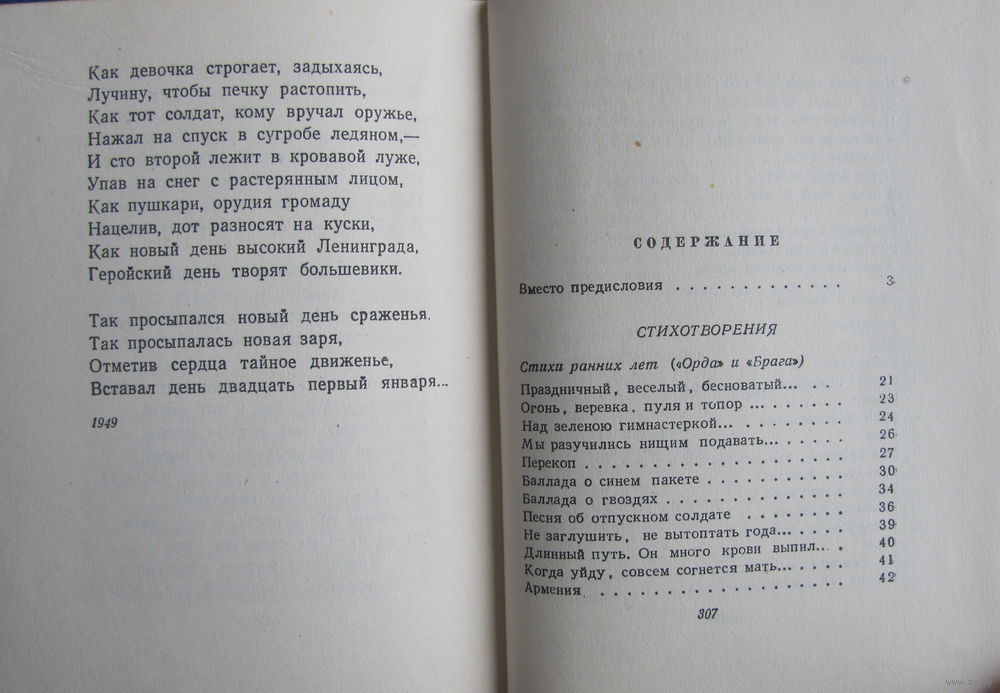 Как девочка строгает, задыхаясь,
Лучину, чтобы печку растопить,
Как тот солдат, кому вручал оружье,
Нажал на спуск в сугробе ледяном,—
И сто второй лежит в кровавой луже,
Упав на снег с растерянным лицом,
Как пушкари, орудия громаду
Нацелив, дот разносят на куски,
Как новый день высокий Ленинграда,
Геройский день творят большевики.
Так просыпался новый день сраженья,
Так просыпалась новая заря,
Отметив сердца тайное движенье,
Вставал день двадцать первый января...
1949
СОДЕРЖАНИЕ
Вместо предисловия . . . . . . . . . . . . . 3
СТИХОТВОРЕНИЯ
Стихи ранних лет («Орда» и «Брага»)
Праздничный, веселый, бесноватый... . . 21
Огонь, веревка, пуля и топор ... . . . . . . . 23
Над зеленою гимнастеркой... . . . . . . . . 24
Мы разучились нищим подавать... . . . . . 26
Перекоп . . . . . . . . . . . . . . . . . . 27
Баллада о синем пакете . . . . . . . . . . 30
Баллада о гвоздях . . . . . . . . . . . . . 34
Песня об отпускном солдате . . . . . . . . 36
Не заглушить, не вытоптать года... . . . . 39
Длинный путь. Он много крови выпил... . 40
Когда уйду, совсем согнется мать... . . . . 41
Армения . . . . . . . . . . . . . . . . . 42
307